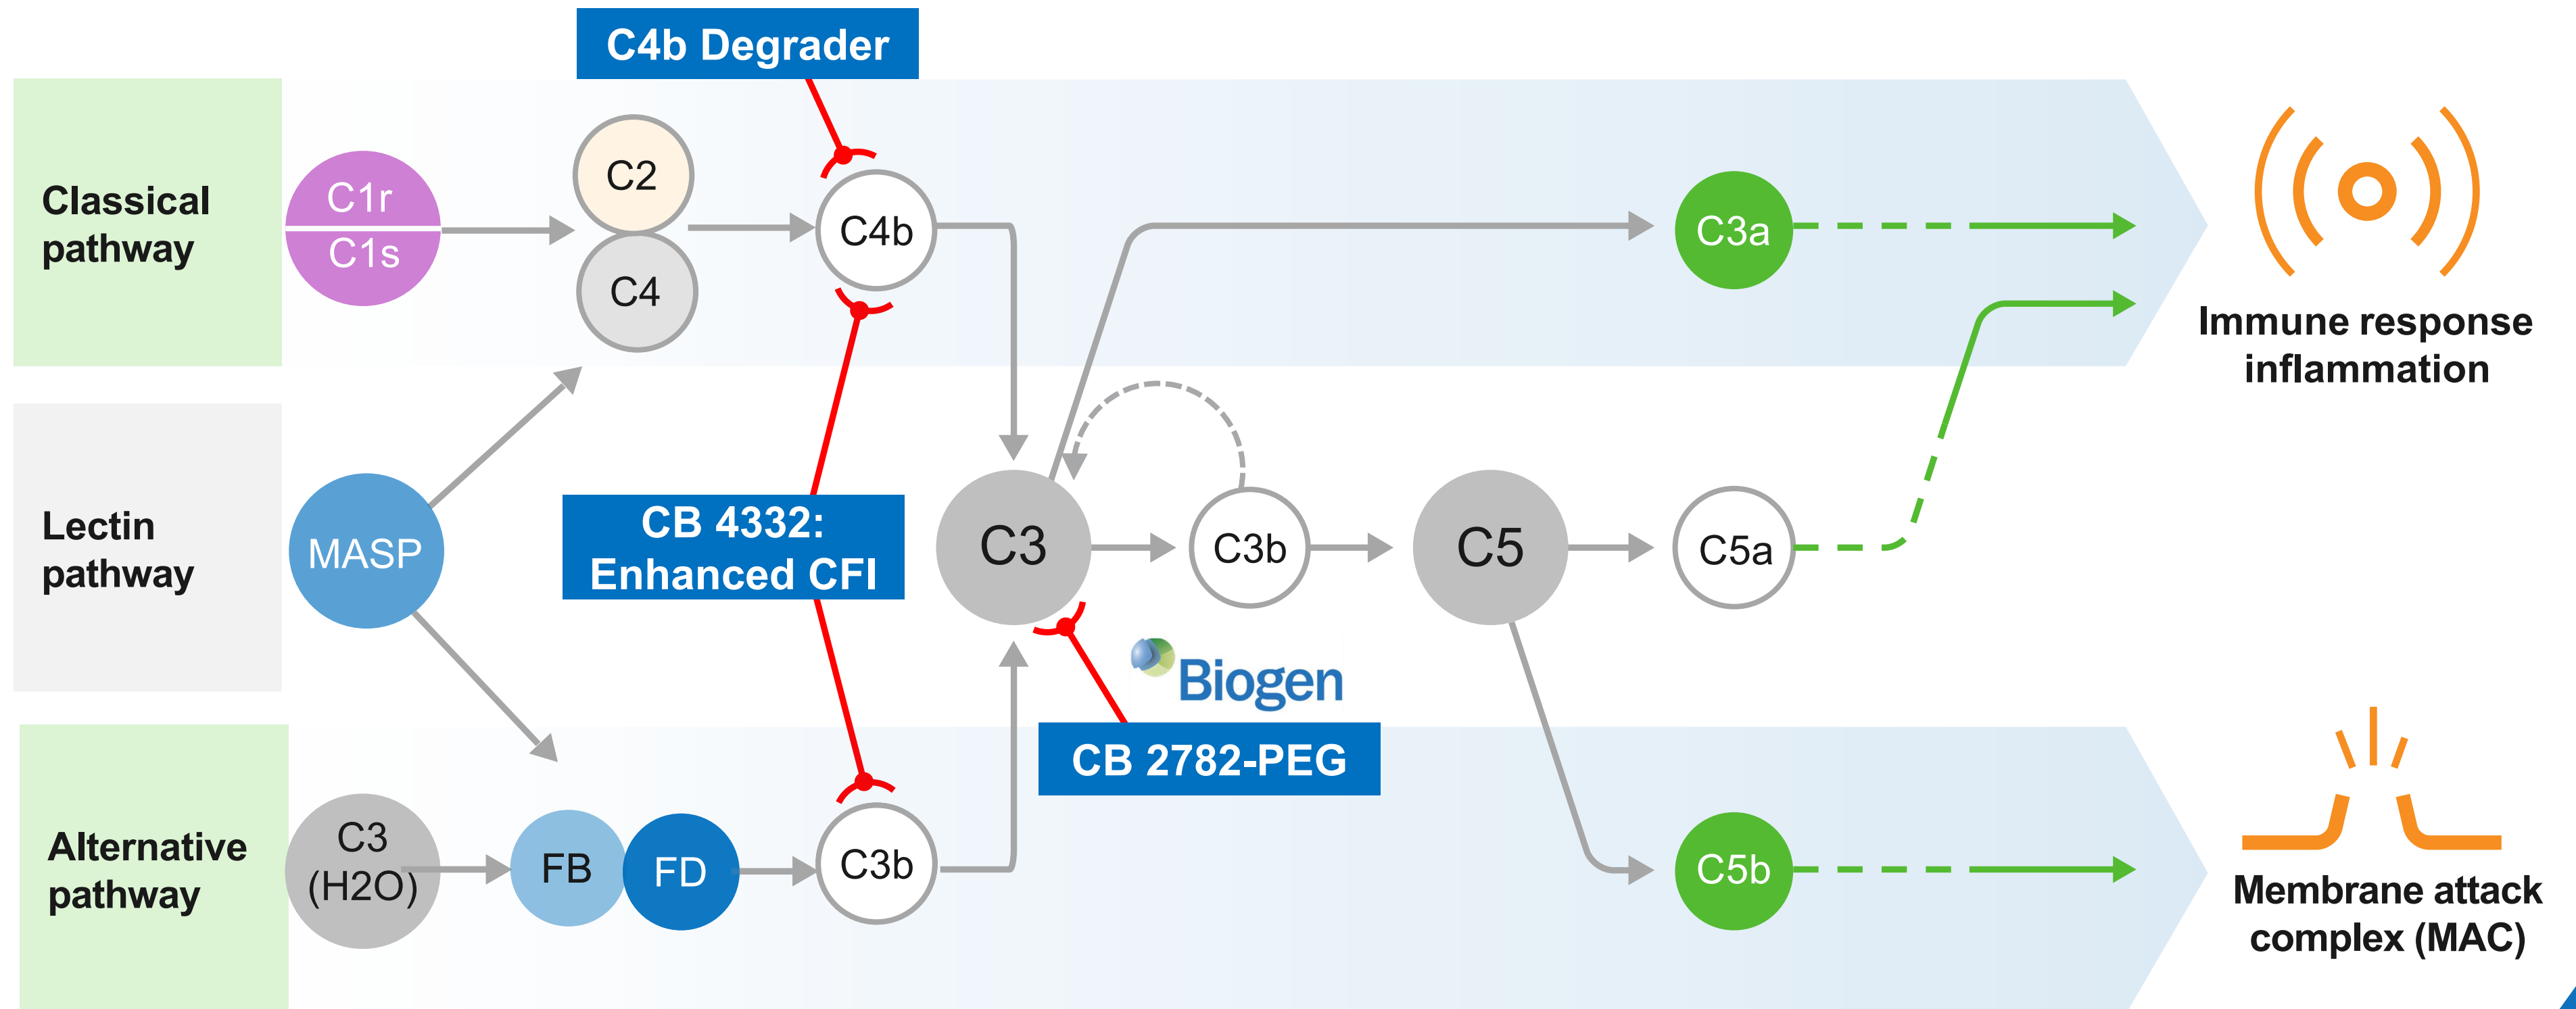 C4b Degrader
Classical
pathway
C1r
C1s
C2
C4
C4b
C3a
Immune response
inflammation
Lectin
pathway
MASP
CB 4332:
Enhanced CFI
C3
C3b
C5
C5a
Biogen
CB 2782-PEG
Alternative
pathway
C3
(H2O)
FB
FD
C3b
C5b
Membrane attack
complex (MAC)